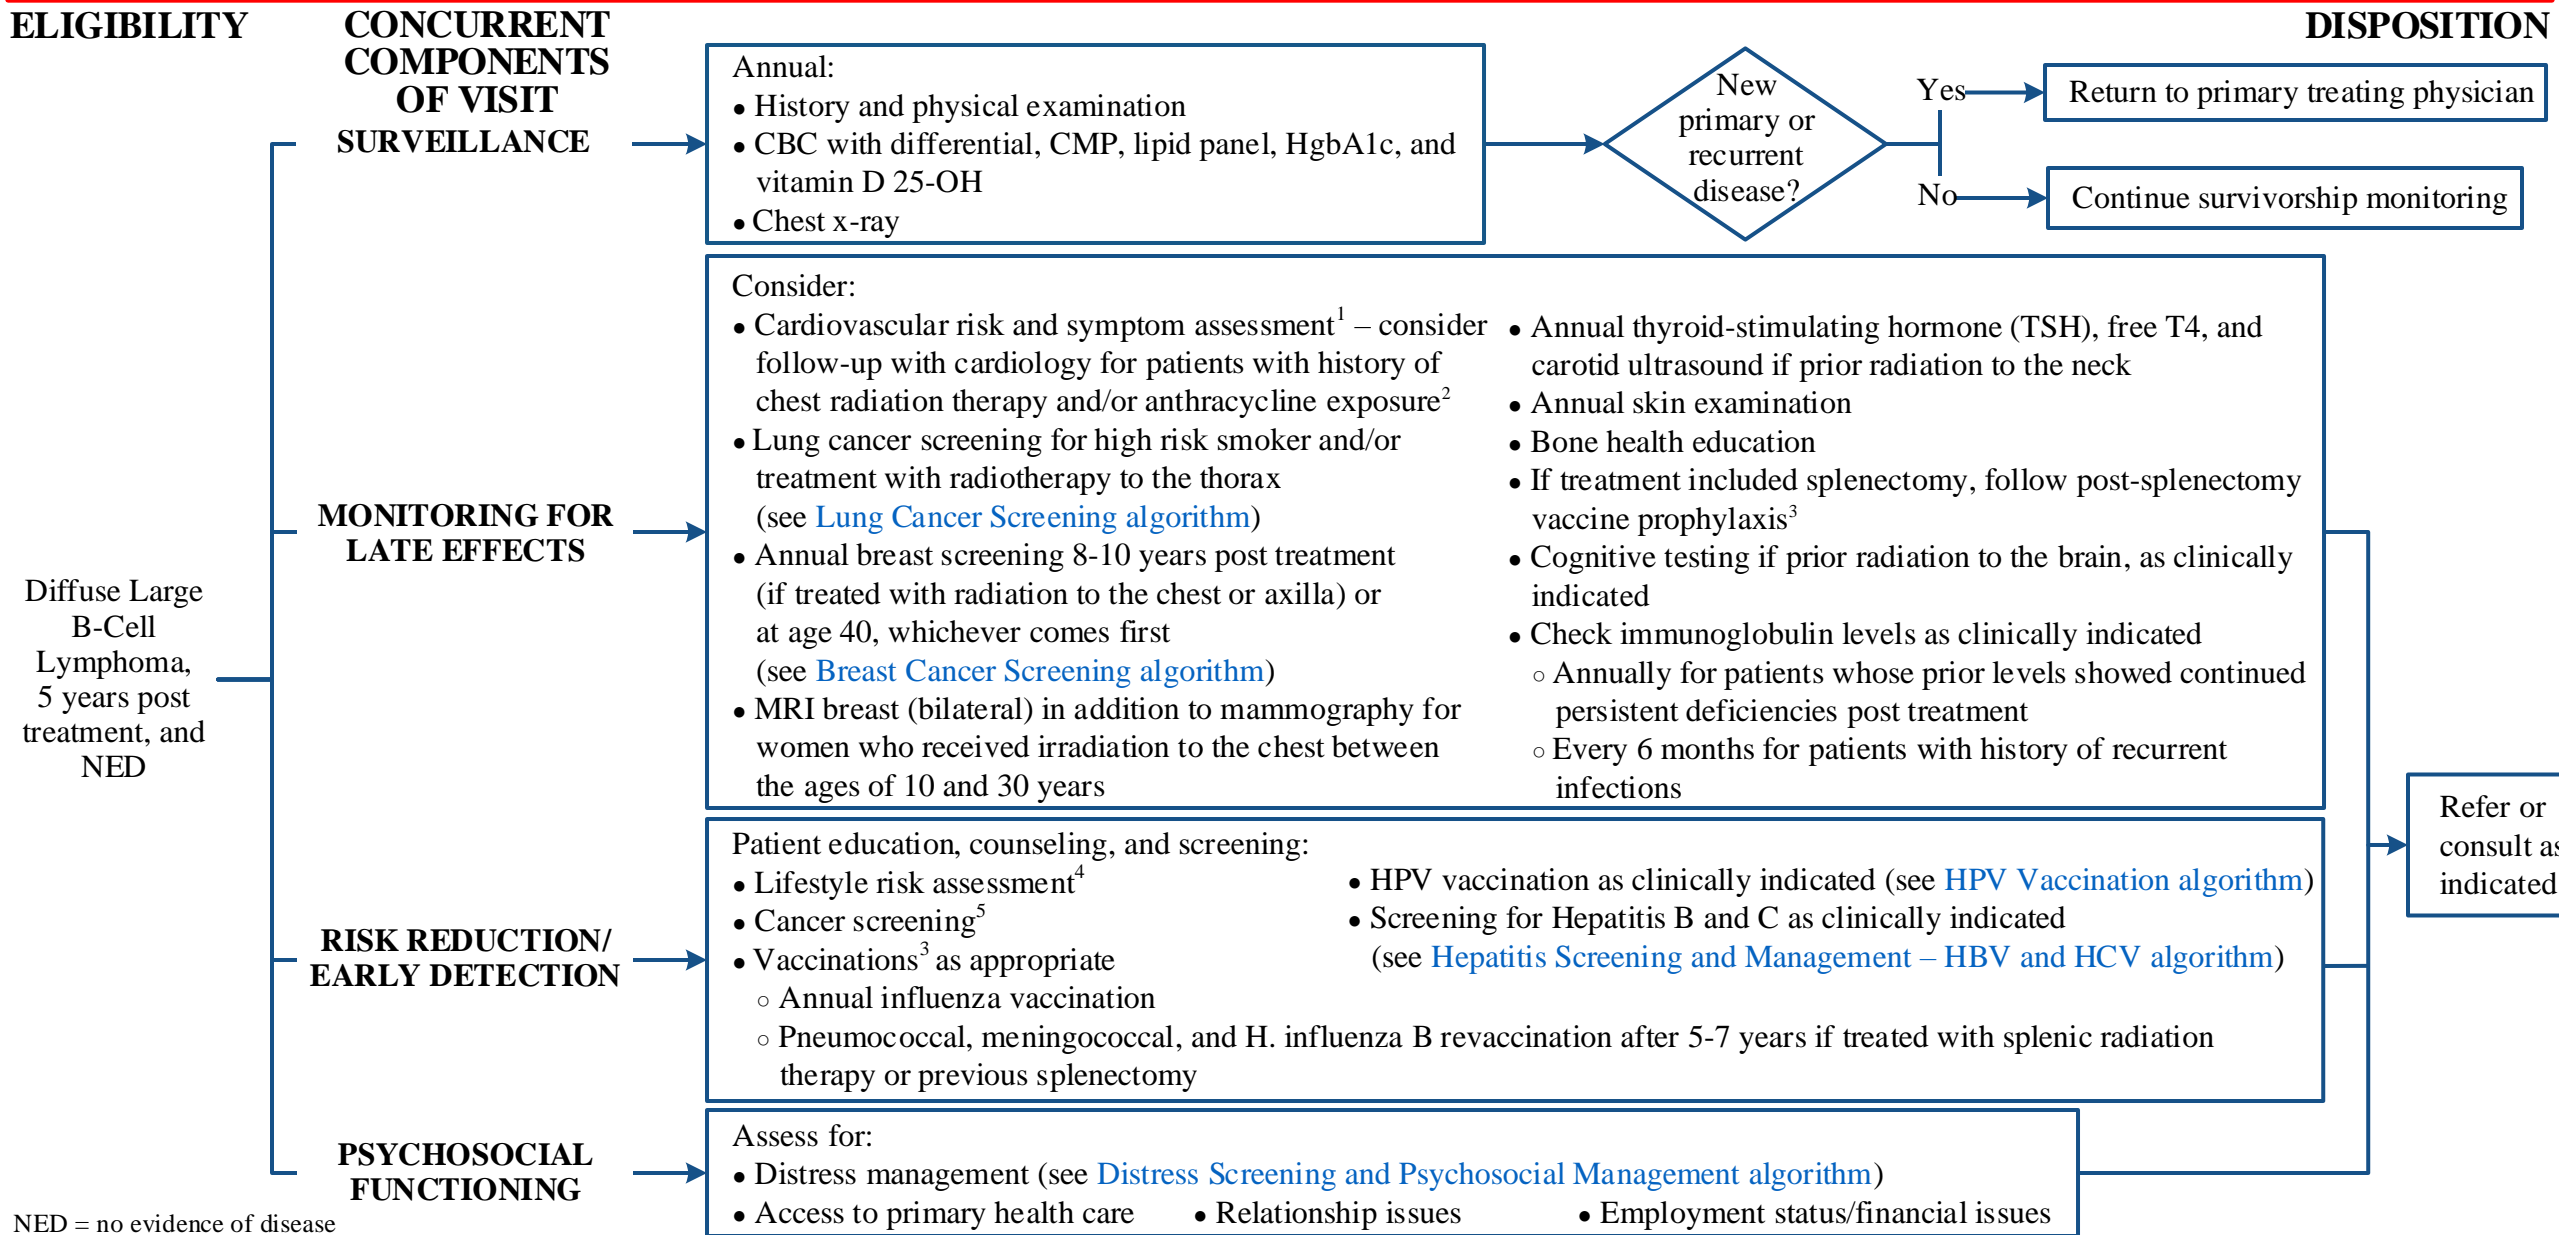 ELIGIBILITY
CONCURRENT
COMPONENTS
OF VISIT
DISPOSITION
SURVEILLANCE
Annual:
● History and physical examination
● CBC with differential, CMP, lipid panel, HgbA1c, and
vitamin D 25-OH
● Chest x-ray
New
primary or
recurrent
disease?
Yes
Return to primary treating physician
No
Continue survivorship monitoring
Diffuse Large
B-Cell
Lymphoma,
5 years post
treatment, and
NED
MONITORING FOR
LATE EFFECTS
Consider:
● Cardiovascular risk and symptom assessment1 – consider
follow-up with cardiology for patients with history of
chest radiation therapy and/or anthracycline exposure2
● Lung cancer screening for high risk smoker and/or
treatment with radiotherapy to the thorax
(see Lung Cancer Screening algorithm)
● Annual breast screening 8-10 years post treatment
(if treated with radiation to the chest or axilla) or
at age 40, whichever comes first
(see Breast Cancer Screening algorithm)
● MRI breast (bilateral) in addition to mammography for
women who received irradiation to the chest between
the ages of 10 and 30 years
● Annual thyroid-stimulating hormone (TSH), free T4, and
carotid ultrasound if prior radiation to the neck
● Annual skin examination
● Bone health education
● If treatment included splenectomy, follow post-splenectomy
vaccine prophylaxis3
● Cognitive testing if prior radiation to the brain, as clinically
indicated
● Check immunoglobulin levels as clinically indicated
○ Annually for patients whose prior levels showed continued
persistent deficiencies post treatment
○ Every 6 months for patients with history of recurrent
infections
RISK REDUCTION/
EARLY DETECTION
Patient education, counseling, and screening:
● Lifestyle risk assessment4
● Cancer screening5
● Vaccinations3 as appropriate
○ Annual influenza vaccination
○ Pneumococcal, meningococcal, and H. influenza B revaccination after 5-7 years if treated with splenic radiation
therapy or previous splenectomy
● HPV vaccination as clinically indicated (see HPV Vaccination algorithm)
● Screening for Hepatitis B and C as clinically indicated
(see Hepatitis Screening and Management – HBV and HCV algorithm)
Refer or
consult as
indicated
PSYCHOSOCIAL
FUNCTIONING
Assess for:
● Distress management (see Distress Screening and Psychosocial Management algorithm)
● Access to primary health care ● Relationship issues ● Employment status/financial issues
NED = no evidence of disease